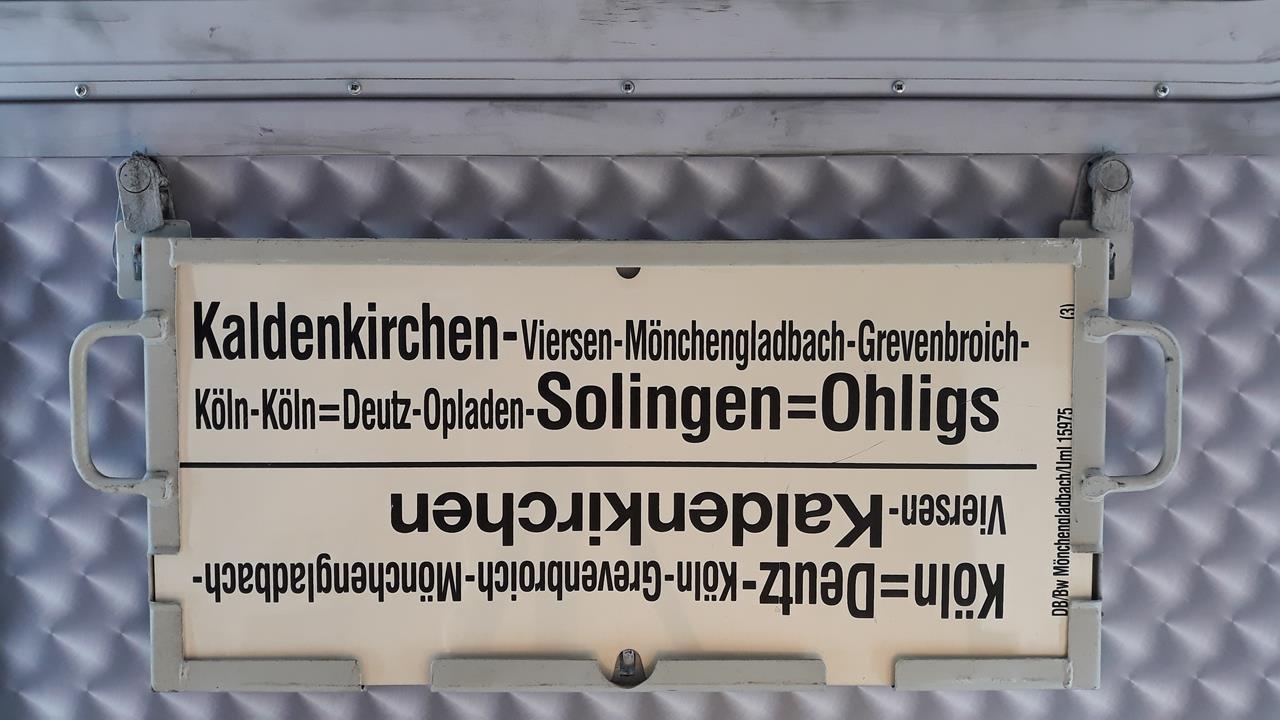 Kaldenkirchen-Viersen-Mönchengladbach-Grevenbroich-
Köln-Köln=Deutz-Opladen-Solingen=Ohligs
Köln=Deutz-Köln-Grevenbroich-Mönchengladbach-
Viersen-Kaldenkirchen
DB/Bw Mönchengladbach/Uml 15975 (3)